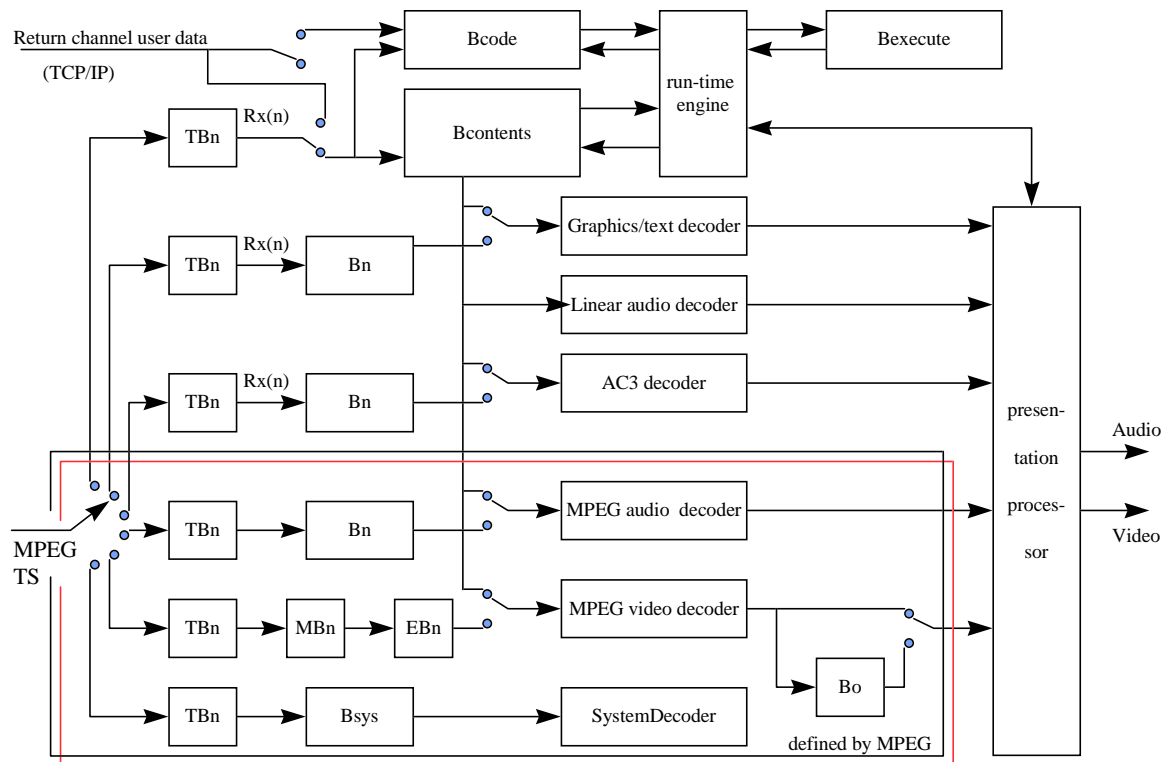 Return channel user data
(TCP/IP)
Bcode
run-time
engine
Bexecute
TBn
Rx(n)
Bcontents
TBn
Rx(n)
Bn
Graphics/text decoder
Linear audio decoder
TBn
Rx(n)
Bn
AC3 decoder
presen-
tation
proces-
sor
Audio
Video
MPEG
TS
TBn
Bn
MPEG audio decoder
TBn
MBn
EBn
MPEG video decoder
Bo
TBn
Bsys
SystemDecoder
defined by MPEG